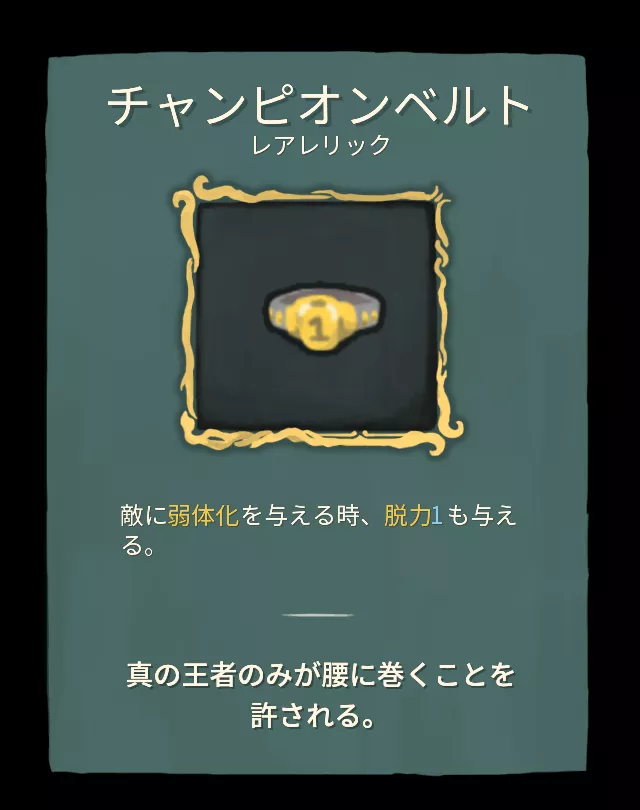 チャンピオンベルト
レアレリック
1
敵に弱体化を与える時、脱力1も与え
る。
真の王者のみが腰に巻くことを
許される。